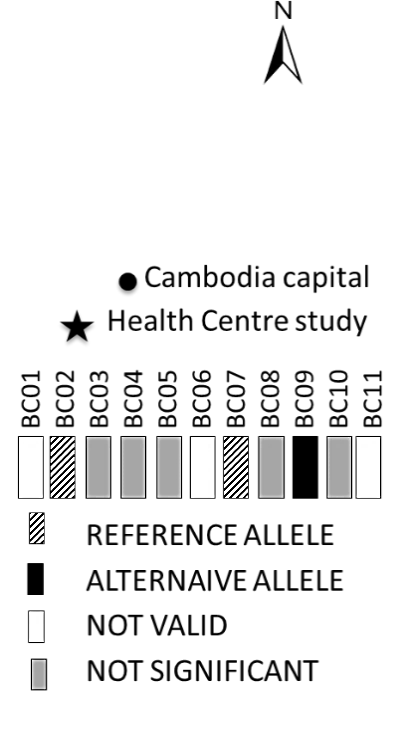 N
Cambodia capital
Health Centre study
BC01 BC02 BC03 BC04 BC05 BC06 BC07 BC08 BC09 BC10 BC11
REFERENCE ALLELE
ALTERNAIVE ALLELE
NOT VALID
NOT SIGNIFICANT